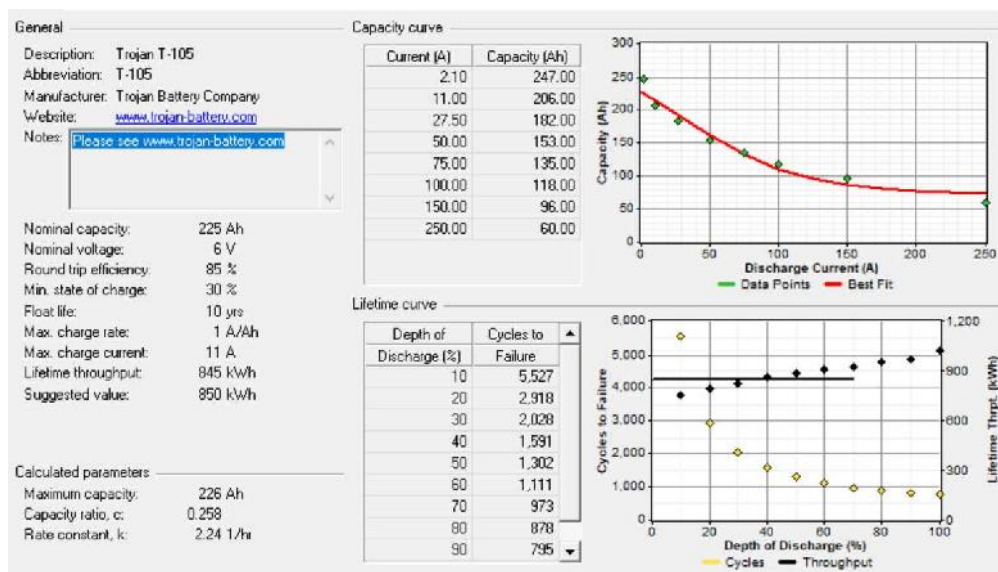 General
Description: Trojan T-105
Abbreviation: T-105
Manufacturer: Trojan Battery Company
Website: www.trojan-battery.com
Notes: Please see www.trojan-battery.com
Nominal capacity: 225 Ah
Nominal voltage: 6 V
Round trip efficiency: 85 %
Min. state of charge: 30 %
Float life: 10 yrs
Max. charge rate: 1 A/Ah
Max. charge current: 11 A
Lifetime throughput: 845 kWh
Suggested value: 850 kWh
Calculated parameters
Maximum capacity: 226 Ah
Capacity ratio, c: 0.258
Rate constant, k: 2.24 1/hr
Capacity curve
Current (A) Capacity (Ah)
2.10 247.00
11.00 206.00
27.50 182.00
50.00 153.00
75.00 135.00
100.00 118.00
150.00 96.00
250.00 60.00
Capacity (Ah)
300
250
200
150
100
50
0
0 50 100 150 200 250
Discharge Current (A)
Data Points Best Fit
Lifetime curve
Depth of Cycles to
Discharge (%) Failure
10 5,527
20 2,918
30 2,028
40 1,591
50 1,302
60 1,111
70 973
80 878
90 795
Cycles to Failure
6,000
5,000
4,000
3,000
2,000
1,000
0
1,200
900
600
300
0
Lifetime Thrpt. (kWh)
0 20 40 60 80 100
Depth of Discharge (%)
Cycles Throughput